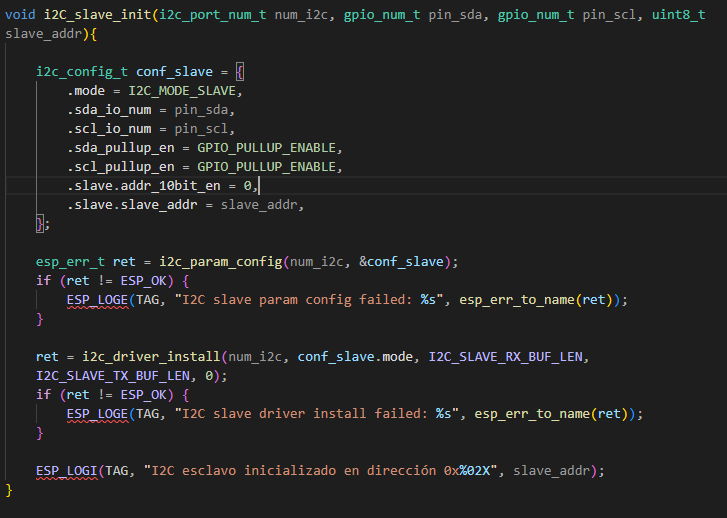 void i2C_slave_init(i2c_port_num_t num_i2c, gpio_num_t pin_sda, gpio_num_t pin_scl, uint8_t
slave_addr){
i2c_config_t conf_slave = {
.mode = I2C_MODE_SLAVE,
.sda_io_num = pin_sda,
.scl_io_num = pin_scl,
.sda_pullup_en = GPIO_PULLUP_ENABLE,
.scl_pullup_en = GPIO_PULLUP_ENABLE,
.slave.addr_10bit_en = 0,
.slave.slave_addr = slave_addr,
};
esp_err_t ret = i2c_param_config(num_i2c, &conf_slave);
if (ret != ESP_OK) {
ESP_LOGE(TAG, "I2C slave param config failed: %s", esp_err_to_name(ret));
}
ret = i2c_driver_install(num_i2c, conf_slave.mode, I2C_SLAVE_RX_BUF_LEN,
I2C_SLAVE_TX_BUF_LEN, 0);
if (ret != ESP_OK) {
ESP_LOGE(TAG, "I2C slave driver install failed: %s", esp_err_to_name(ret));
}
ESP_LOGI(TAG, "I2C esclavo inicializado en dirección 0x%02X", slave_addr);
}